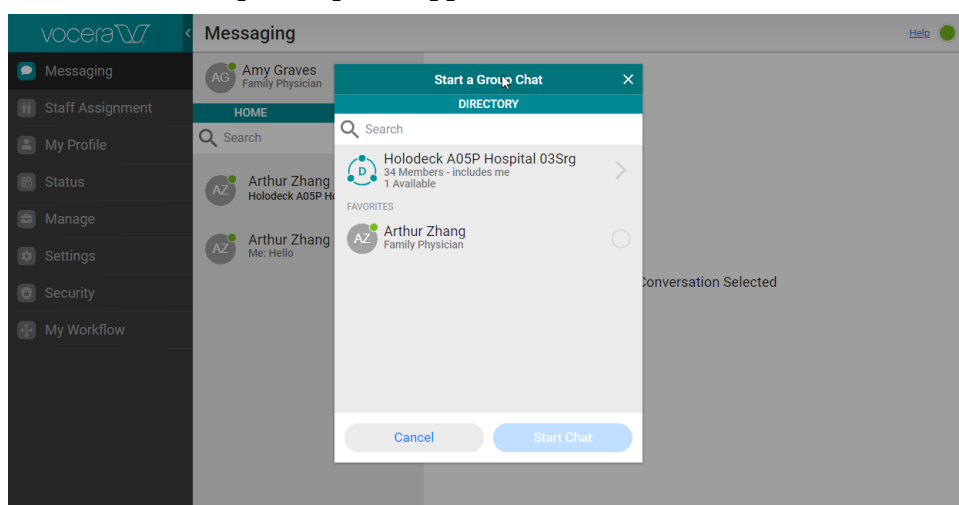 vocera
Messaging
Help
Messaging
Staff Assignment
My Profile
Status
Manage
Settings
Security
My Workflow
AG
Amy Graves
Family Physician
HOME
Search
AZ
Arthur Zhang
Holodeck A05P H
AZ
Arthur Zhang
Me: Hello
Start a Group Chat
DIRECTORY
Search
D
Holodeck A05P Hospital 03Srg
34 Members - includes me
1 Available
FAVORITES
AZ
Arthur Zhang
Family Physician
Cancel
Start Chat
Conversation Selected